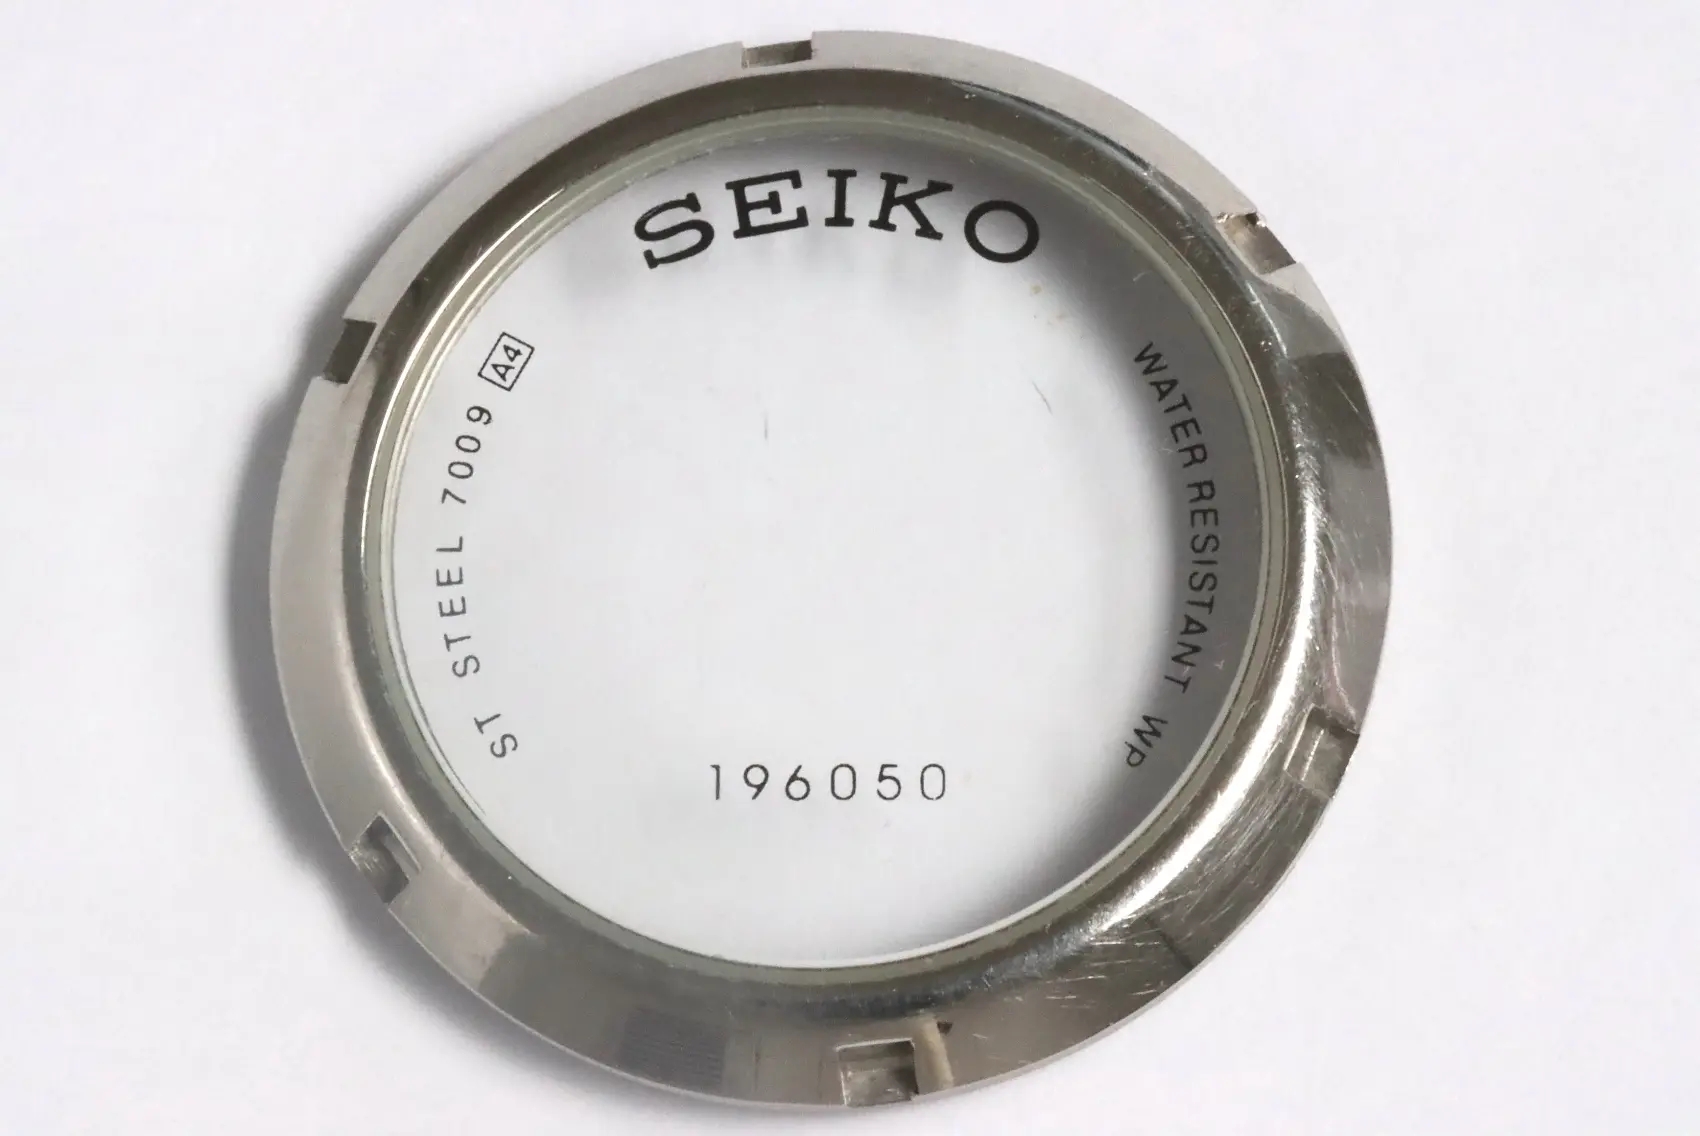 SEIKO
ST STEEL 7009 A4
WATER RESISTANT WP
196050